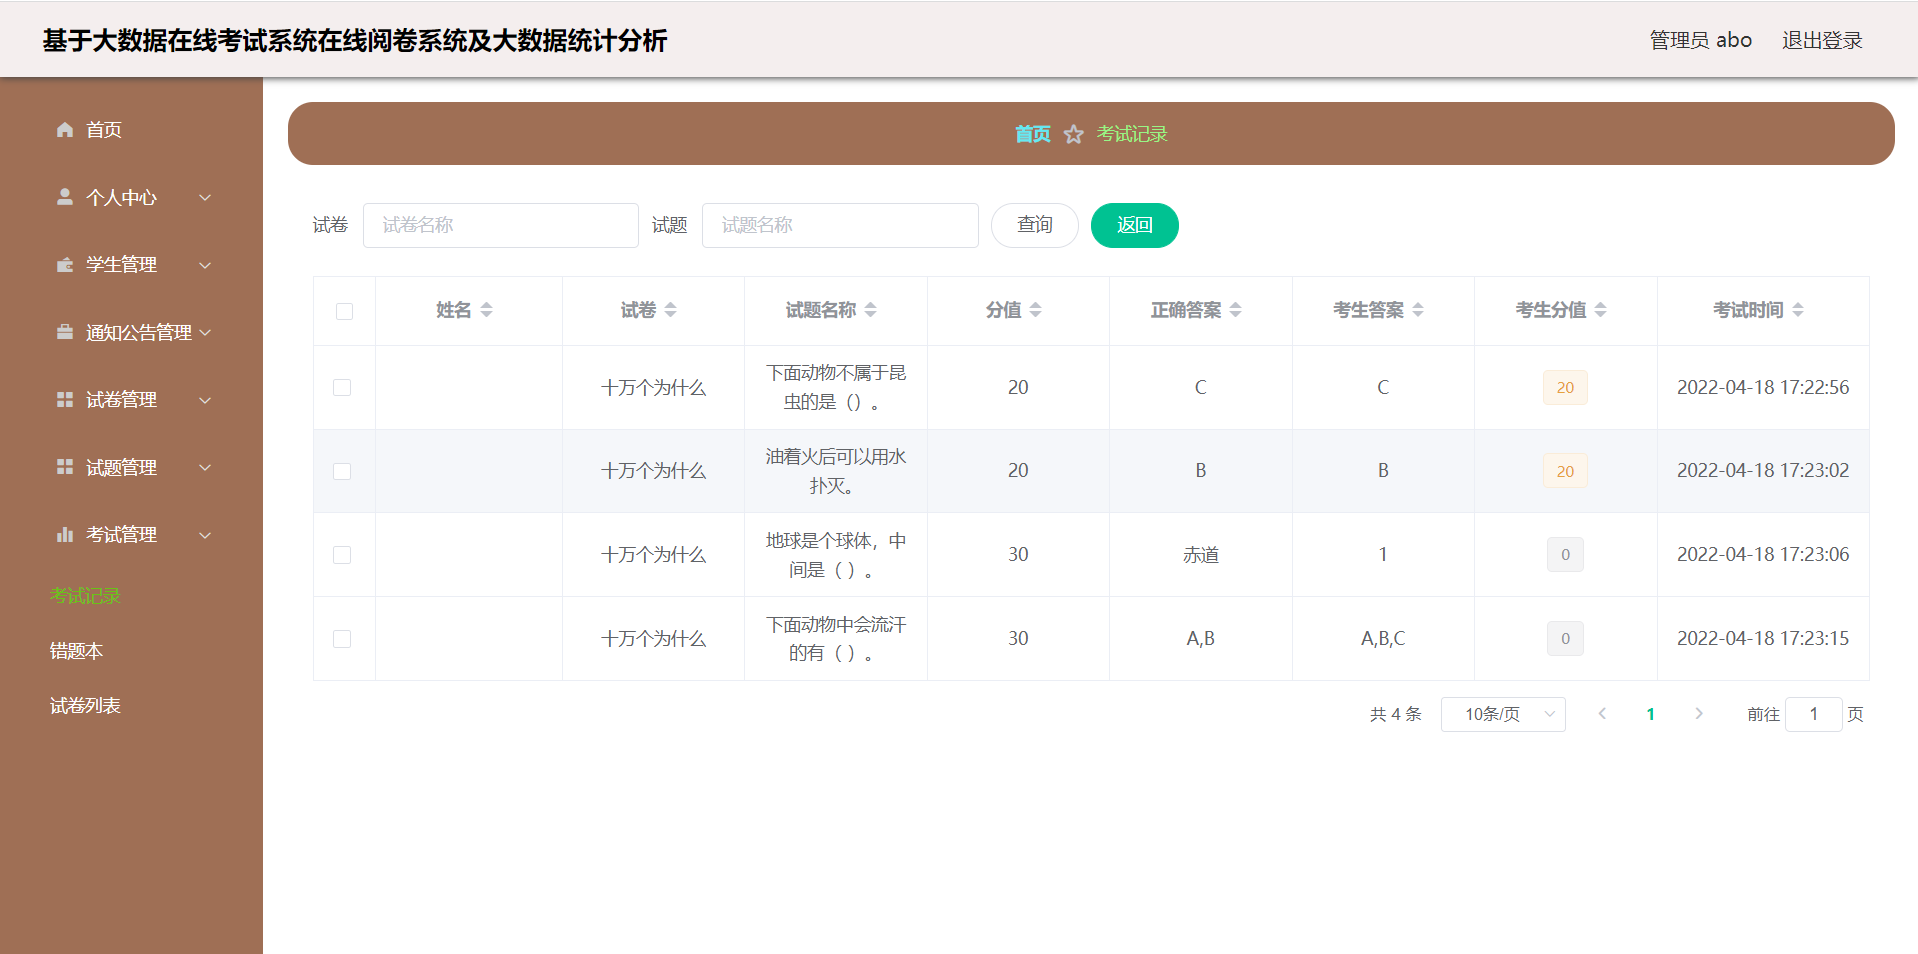 基于大数据在线考试系统在线阅卷系统及大数据统计分析
管理员 abo
退出登录
首页
个人中心
学生管理
通知公告管理
试卷管理
试题管理
考试管理
考试记录
错题本
试卷列表
首页 考试记录
试卷 试卷名称 试题 试题名称 查询 返回
姓名 试卷 试题名称 分值 正确答案 考生答案 考生分值 考试时间
十万个为什么 下面动物不属于昆 20 C C 20 2022-04-18 17:22:56
虫的是（）。
十万个为什么 油着火后可以用水 20 B B 20 2022-04-18 17:23:02
扑灭。
十万个为什么 地球是个球体，中 30 赤道 1 0 2022-04-18 17:23:06
间是（ ）。
十万个为什么 下面动物中会流汗 30 A,B A,B,C 0 2022-04-18 17:23:15
的有（ ）。
共 4 条 10条/页 1 前往 1 页